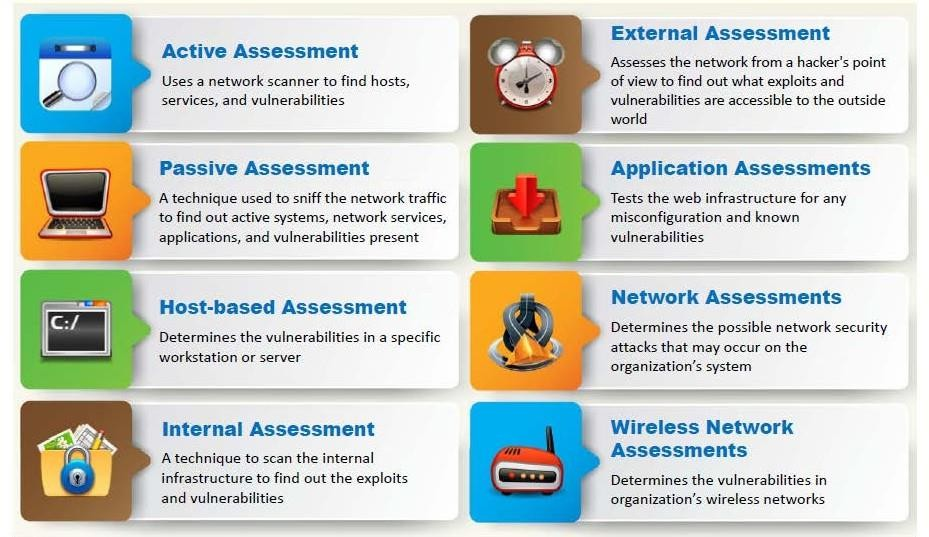 Active Assessment
Uses a network scanner to find hosts,
services, and vulnerabilities
External Assessment
Assesses the network from a hacker's point
of view to find out what exploits and
vulnerabilities are accessible to the outside
world
Passive Assessment
A technique used to sniff the network traffic
to find out active systems, network services,
applications, and vulnerabilities present
Application Assessments
Tests the web infrastructure for any
misconfiguration and known
vulnerabilities
C:/
Host-based Assessment
Determines the vulnerabilities in a specific
workstation or server
Network Assessments
Determines the possible network security
attacks that may occur on the
organization’s system
Internal Assessment
A technique to scan the internal
infrastructure to find out the exploits
and vulnerabilities
Wireless Network
Assessments
Determines the vulnerabilities in
organization’s wireless networks